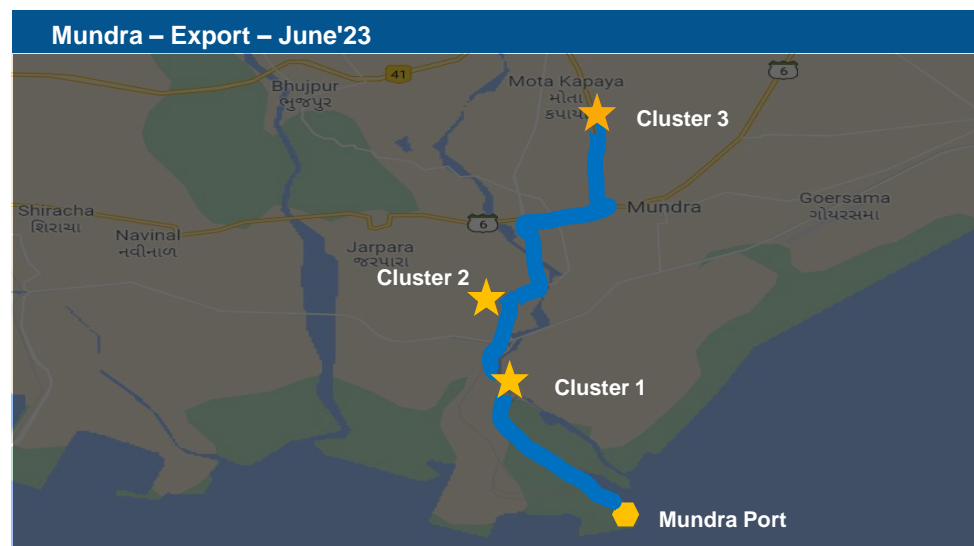 Mundra – Export – June'23
41
Bhujpur
ભુજપુર
Mota Kapaya
મોતા
કપાયા
6
Cluster 3
Shiracha
શિરાચા
Navinal
નવીનાળ
Jarpara
જરપારા
6
Mundra
Goersama
ગોયરસમા
Cluster 2
Cluster 1
Mundra Port